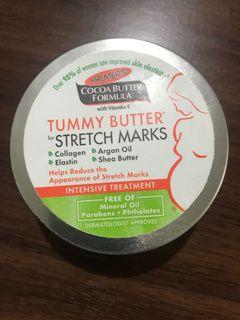 Over 90% of women saw improved skin elasticity*
PALMER'S
COCOA BUTTER
FORMULA®
with Vitamin E
TUMMY BUTTER®
for STRETCH MARKS
• Collagen • Argan Oil
• Elastin • Shea Butter
Helps Reduce the
Appearance of Stretch Marks
INTENSIVE TREATMENT
FREE OF
Mineral Oil
Parabens • Phthalates
DERMATOLOGIST APPROVED